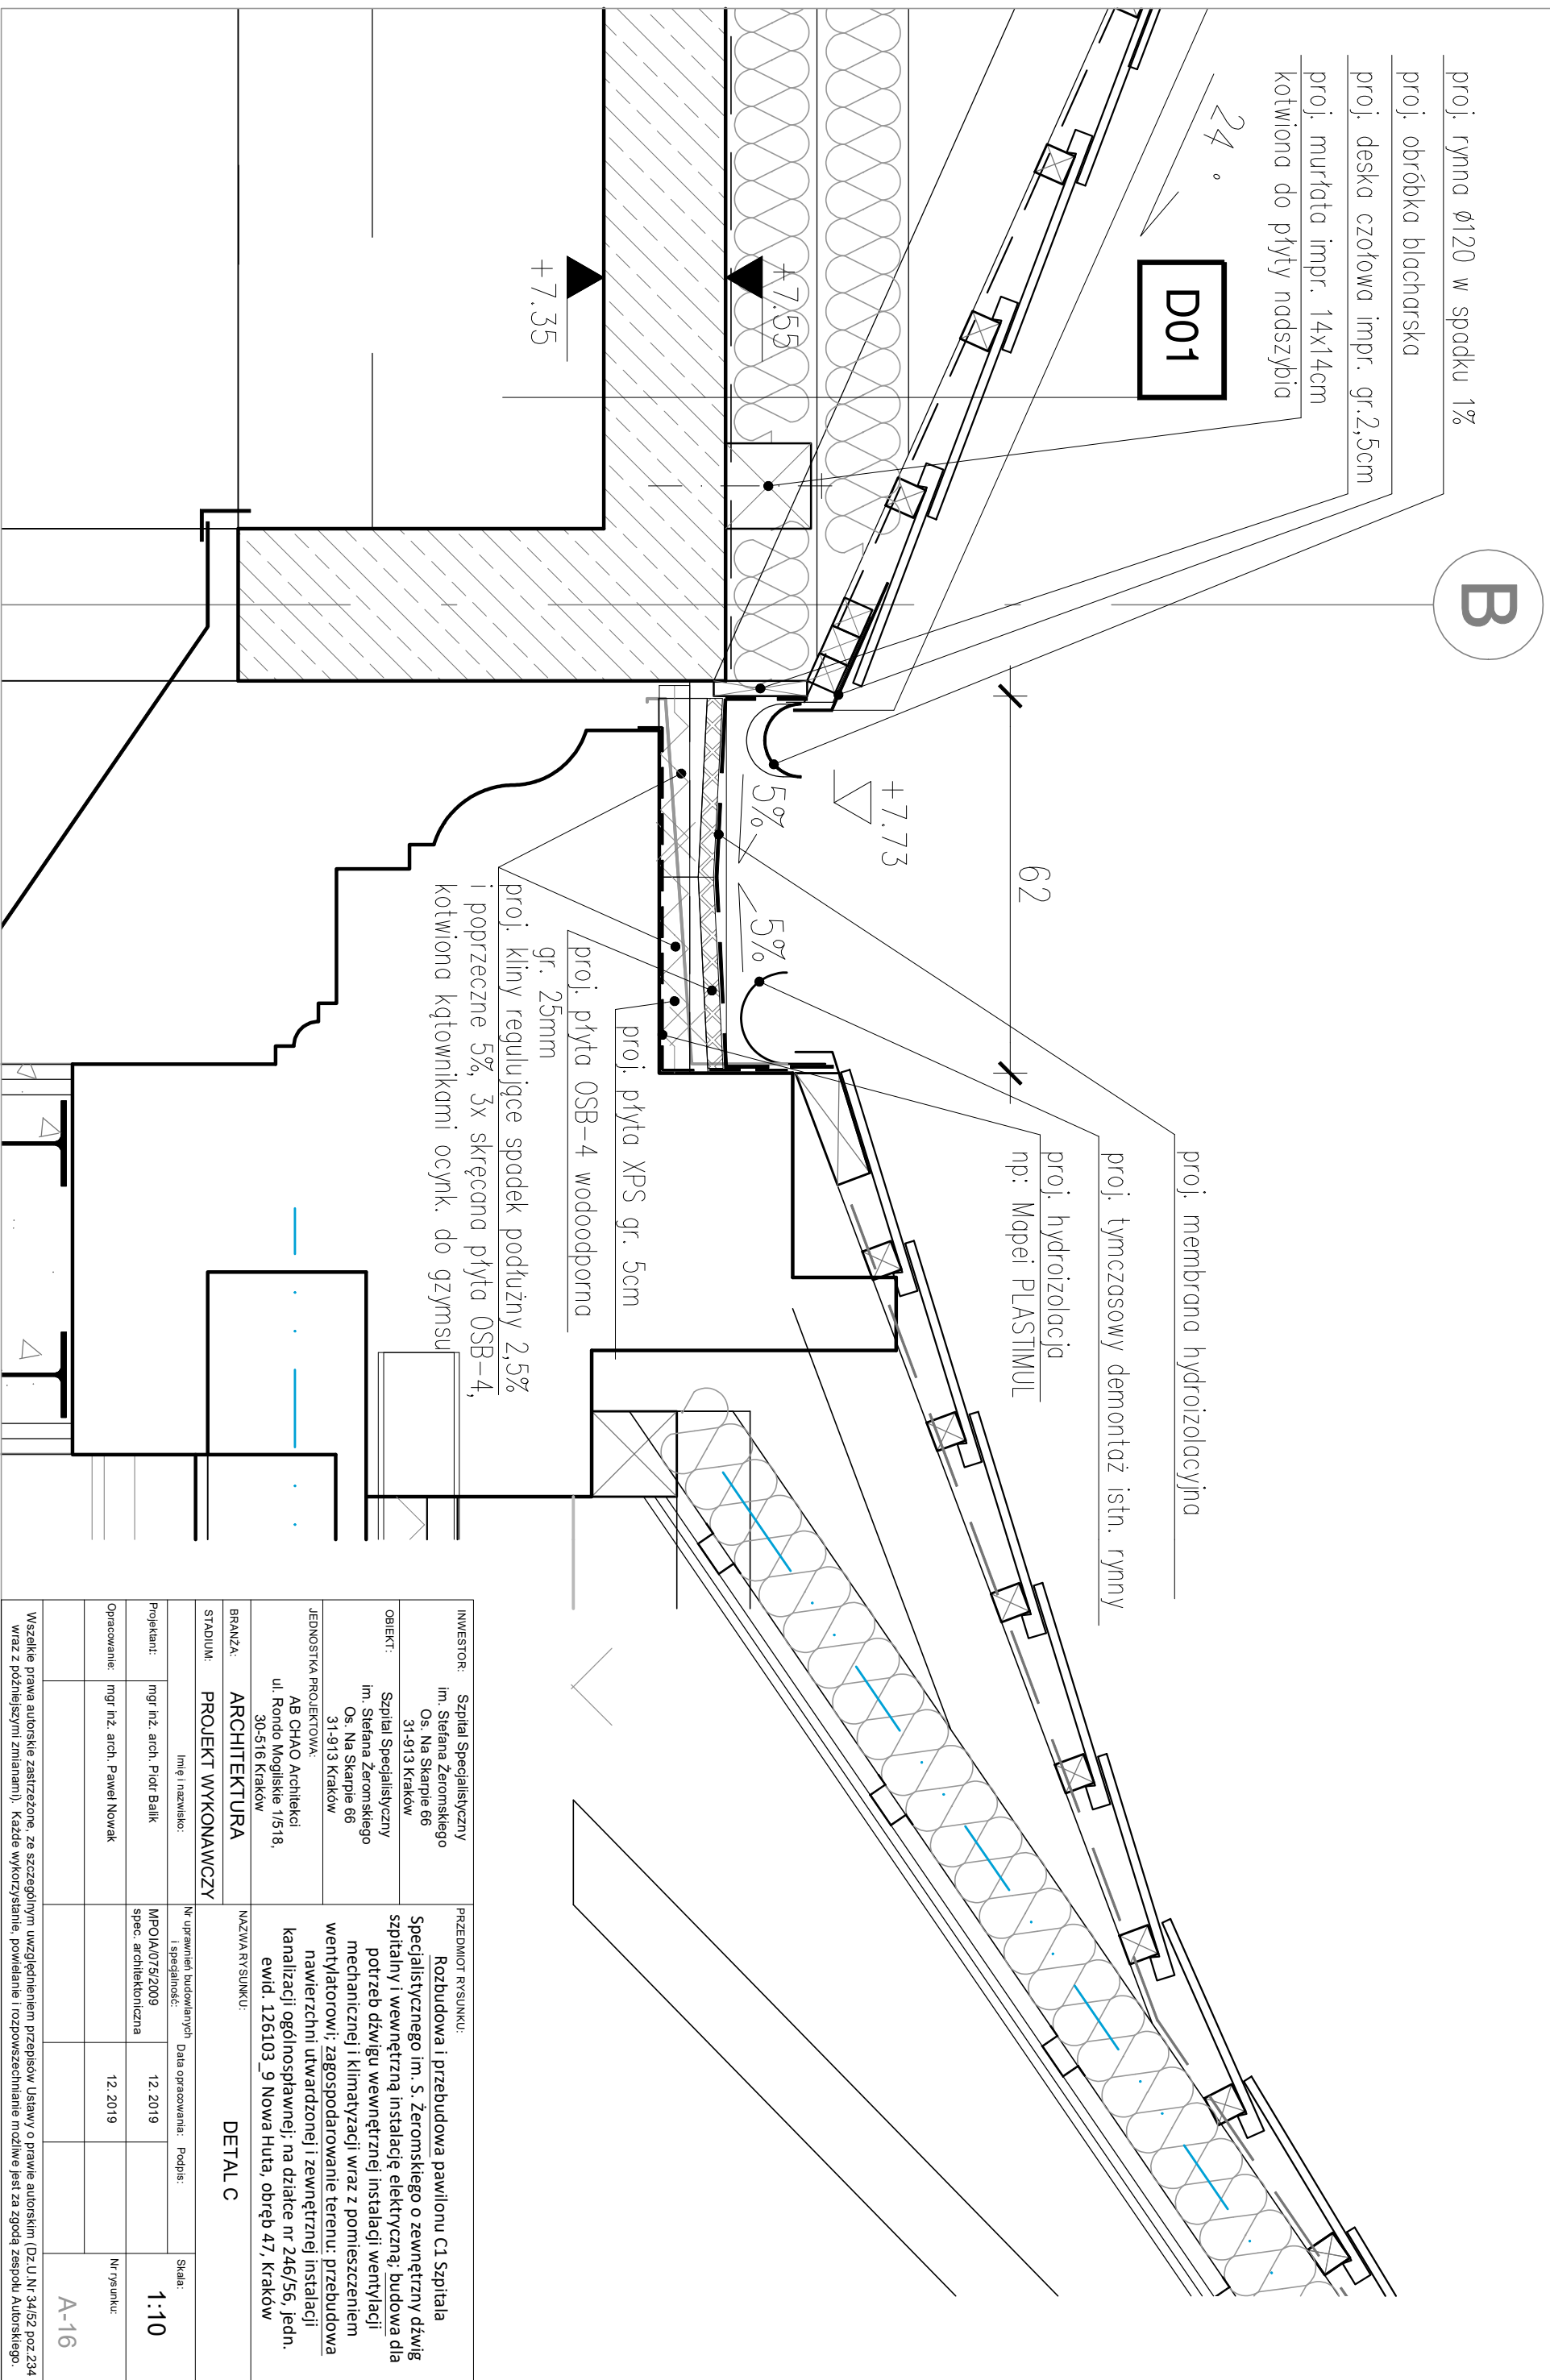 proj. rynna Ø120 w spadku 1%
proj. obróbka blacharska
proj. deska czołowa impr. gr.2,5cm
proj. murłata impr. 14x14cm
kotwiona do płyty nadszybia
24 °
D01
B
+7.55
+7.35
+7.73
62
5%
5%
proj. membrana hydroizolacyjna
proj. tymczasowy demontaż istn. rynny
proj. hydroizolacja
np: Mapei PLASTIMUL
proj. płyta XPS gr. 5cm
proj. płyta OSB-4 wodoodporna
gr. 25mm
proj. kliny regulujące spadek podłużny 2,5%
i poprzeczne 5%, 3x skręcana płyta OSB-4,
kotwiona kątownikami ocynk. do gzymsu
INWESTOR:
Szpital Specjalistyczny
im. Stefana Żeromskiego
Os. Na Skarpie 66
31-913 Kraków
OBIEKT:
Szpital Specjalistyczny
im. Stefana Żeromskiego
Os. Na Skarpie 66
31-913 Kraków
JEDNOSTKA PROJEKTOWA:
AB CHAO Architekci
ul. Rondo Mogilskie 1/518,
30-516 Kraków
BRANŻA: ARCHITEKTURA
STADIUM: PROJEKT WYKONAWCZY
PRZEDMIOT RYSUNKU:
Rozbudowa i przebudowa pawilonu C1 Szpitala
Specjalistycznego im. S. Żeromskiego o zewnętrzny dźwig
szpitalny i wewnętrzną instalację elektryczną; budowa dla
potrzeb dźwigu wewnętrznej instalacji wentylacji
mechanicznej i klimatyzacji wraz z pomieszczeniem
wentylatorowi; zagospodarowanie terenu: przebudowa
nawierzchni utwardzonej i zewnętrznej instalacji
kanalizacji ogólnospławnej; na działce nr 246/56, jedn.
ewid. 126103_9 Nowa Huta, obręb 47, Kraków
NAZWA RYSUNKU:
DETAL C
Imię i nazwisko:
Nr uprawnień budowlanych
i specjalność:
Data opracowania:
Podpis:
Skala:
Projektant:
mgr inż. arch. Piotr Balik
MPOIA/075/2009
spec. architektoniczna
12. 2019
1:10
Opracowanie:
mgr inż. arch. Paweł Nowak
12. 2019
Nr rysunku:
A-16
Wszelkie prawa autorskie zastrzeżone, ze szczególnym uwzględnieniem przepisów Ustawy o prawie autorskim (Dz.U.Nr 34/52 poz.234
wraz z późniejszymi zmianami). Każde wykorzystanie, powielanie i rozpowszechnianie możliwe jest za zgodą zespołu Autorskiego.